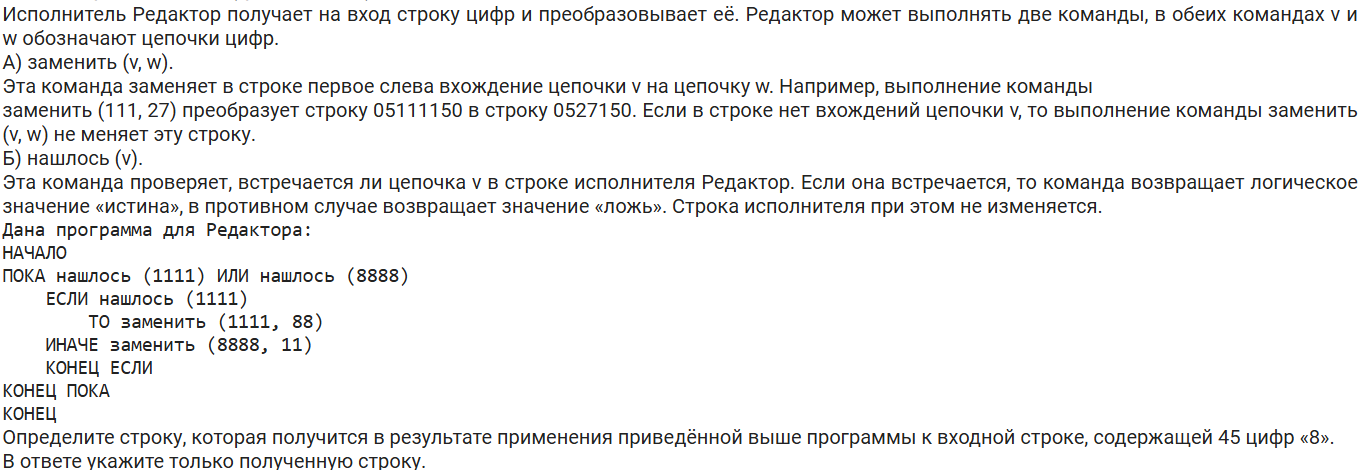 Исполнитель Редактор получает на вход строку цифр и преобразовывает её. Редактор может выполнять две команды, в обеих командах v и
w обозначают цепочки цифр.
А) заменить (v, w).
Эта команда заменяет в строке первое слева вхождение цепочки v на цепочку w. Например, выполнение команды
заменить (111, 27) преобразует строку 05111150 в строку 0527150. Если в строке нет вхождений цепочки v, то выполнение команды заменить
(v, w) не меняет эту строку.
Б) нашлось (v).
Эта команда проверяет, встречается ли цепочка v в строке исполнителя Редактор. Если она встречается, то команда возвращает логическое
значение «истина», в противном случае возвращает значение «ложь». Строка исполнителя при этом не изменяется.
Дана программа для Редактора:
НАЧАЛО
ПОКА нашлось (1111) ИЛИ нашлось (8888)
    ЕСЛИ нашлось (1111)
        ТО заменить (1111, 88)
    ИНАЧЕ заменить (8888, 11)
    КОНЕЦ ЕСЛИ
КОНЕЦ ПОКА
КОНЕЦ
Определите строку, которая получится в результате применения приведённой выше программы к входной строке, содержащей 45 цифр «8».
В ответе укажите только полученную строку.